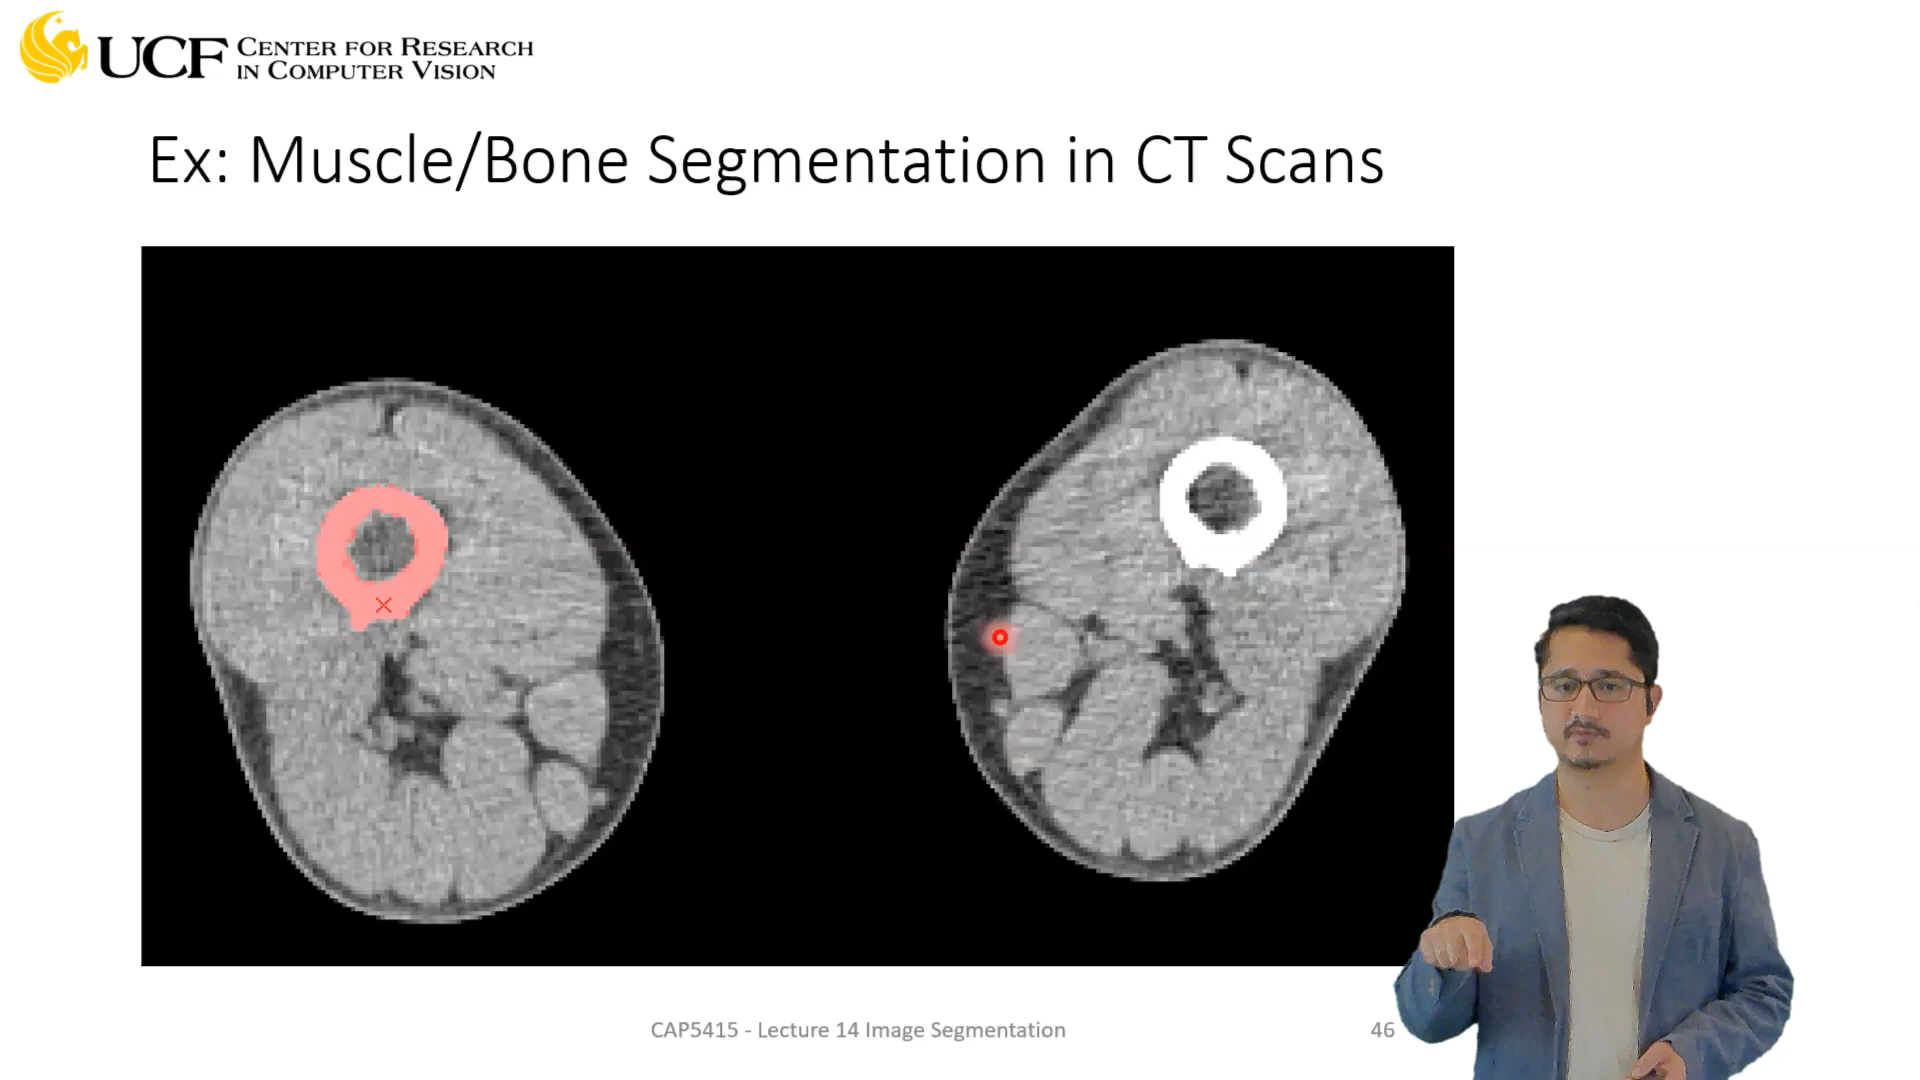 UCF CENTER FOR RESEARCH
IN COMPUTER VISION
Ex: Muscle/Bone Segmentation in CT Scans
CAP5415 - Lecture 14 Image Segmentation
46